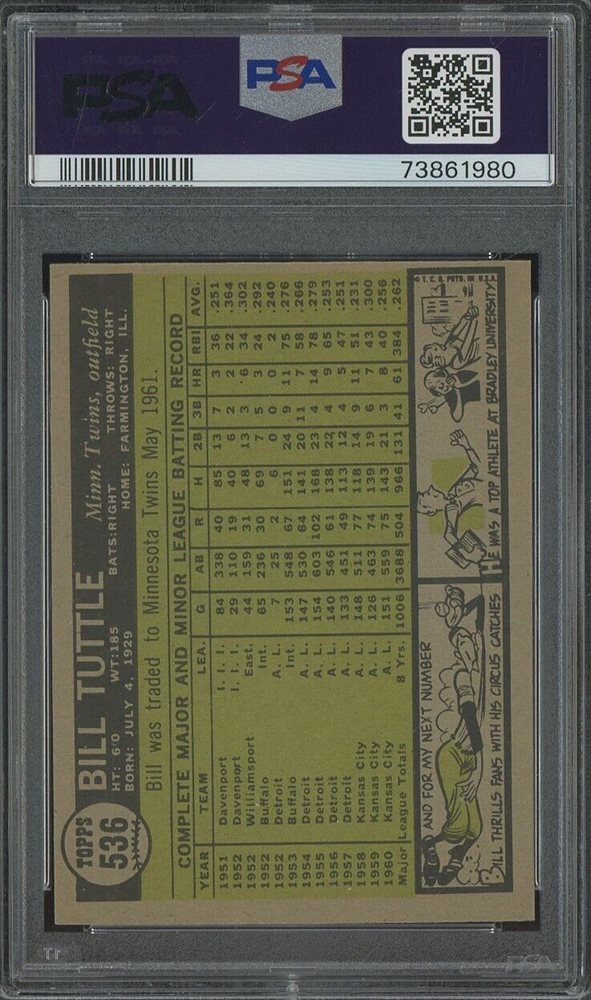 PSA
PSA
73861980
TOPPS
536
BILL TUTTLE
Minn. Twins, outfield
HT: 6'0 WT:185 BATS:RIGHT THROWS: RIGHT
BORN: JULY 4, 1929 HOME: FARMINGTON, ILL.
Bill was traded to Minnesota Twins May 1961.
COMPLETE MAJOR AND MINOR LEAGUE BATTING RECORD
YEAR TEAM LEA. G AB R H 2B 3B HR RBI AVG.
1951 Davenport I. I. I. 84 338 40 85 13 7 3 36 .251
1952 Davenport I. I. I. 29 110 19 40 6 2 2 22 .364
1952 Williamsport East. 44 159 31 48 13 3 6 34 .302
1952 Buffalo Int. 65 236 30 69 7 5 3 24 .292
1952 Detroit A. L. 7 25 2 6 0 0 0 2 .240
1953 Buffalo Int. 153 548 67 151 24 9 11 75 .276
1954 Detroit A. L. 147 530 64 141 20 11 7 58 .266
1955 Detroit A. L. 154 603 102 168 23 4 14 78 .279
1956 Detroit A. L. 140 546 61 138 22 4 9 65 .253
1957 Detroit A. L. 133 451 49 113 12 4 5 47 .251
1958 Kansas City A. L. 148 511 77 118 14 9 11 51 .231
1959 Kansas City A. L. 126 463 74 139 19 6 7 43 .300
1960 Kansas City A. L. 151 559 75 143 21 3 8 40 .256
Major League Totals 8 Yrs. 1006 3688 504 966 131 41 61 384 .262
AND FOR MY NEXT NUMBER
BILL THRILLS FANS WITH HIS CIRCUS CATCHES
© T. C. G. PRTD. IN U.S.A.
HE WAS A TOP ATHLETE AT BRADLEY UNIVERSITY